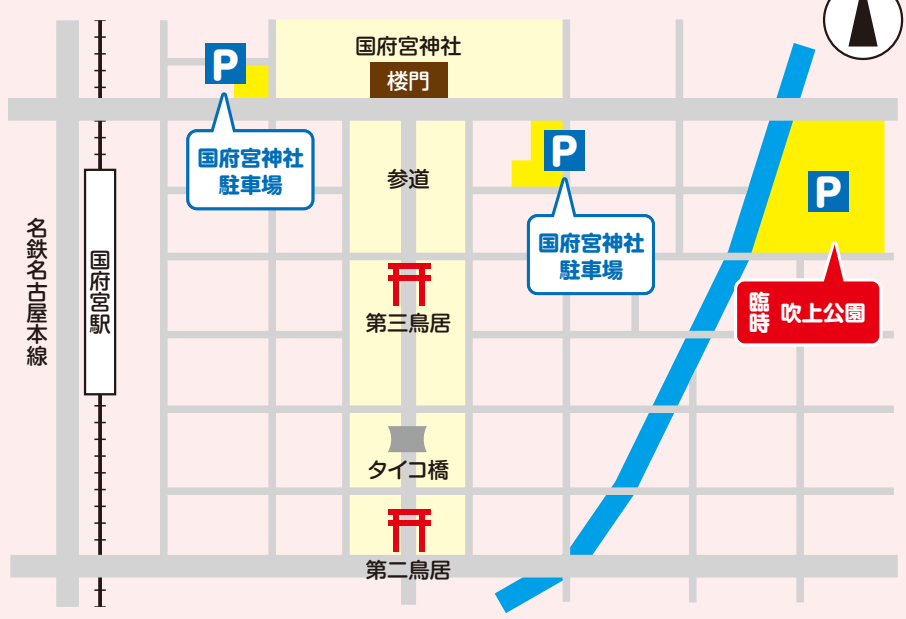 国府宮神社
楼門
P
国府宮神社
駐車場
参道
P
国府宮神社
駐車場
P
臨時 吹上公園
名鉄名古屋本線
国府宮駅
第三鳥居
タイコ橋
第二鳥居